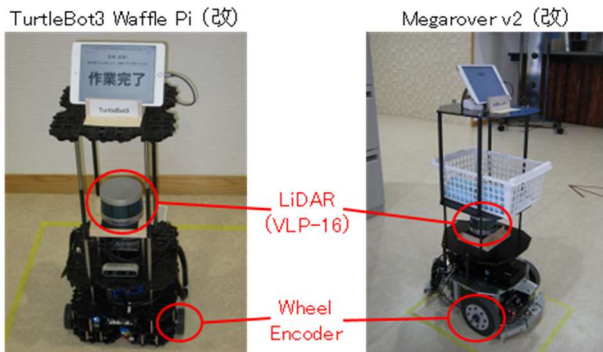 TurtleBot3 Waffle Pi (改)
Megarover v2 (改)
作業完了
TurtleBot3
LiDAR
(VLP-16)
Wheel
Encoder